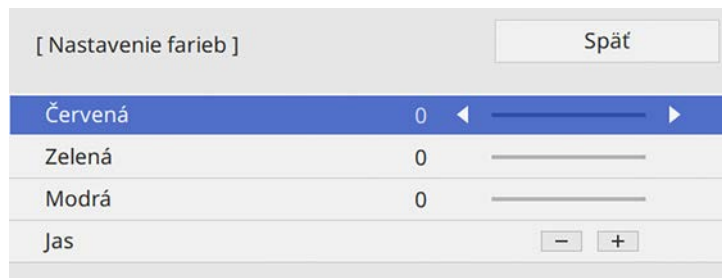 [ Nastavenie farieb ] Späť
Červená 0
Zelená 0
Modrá 0
Jas − +